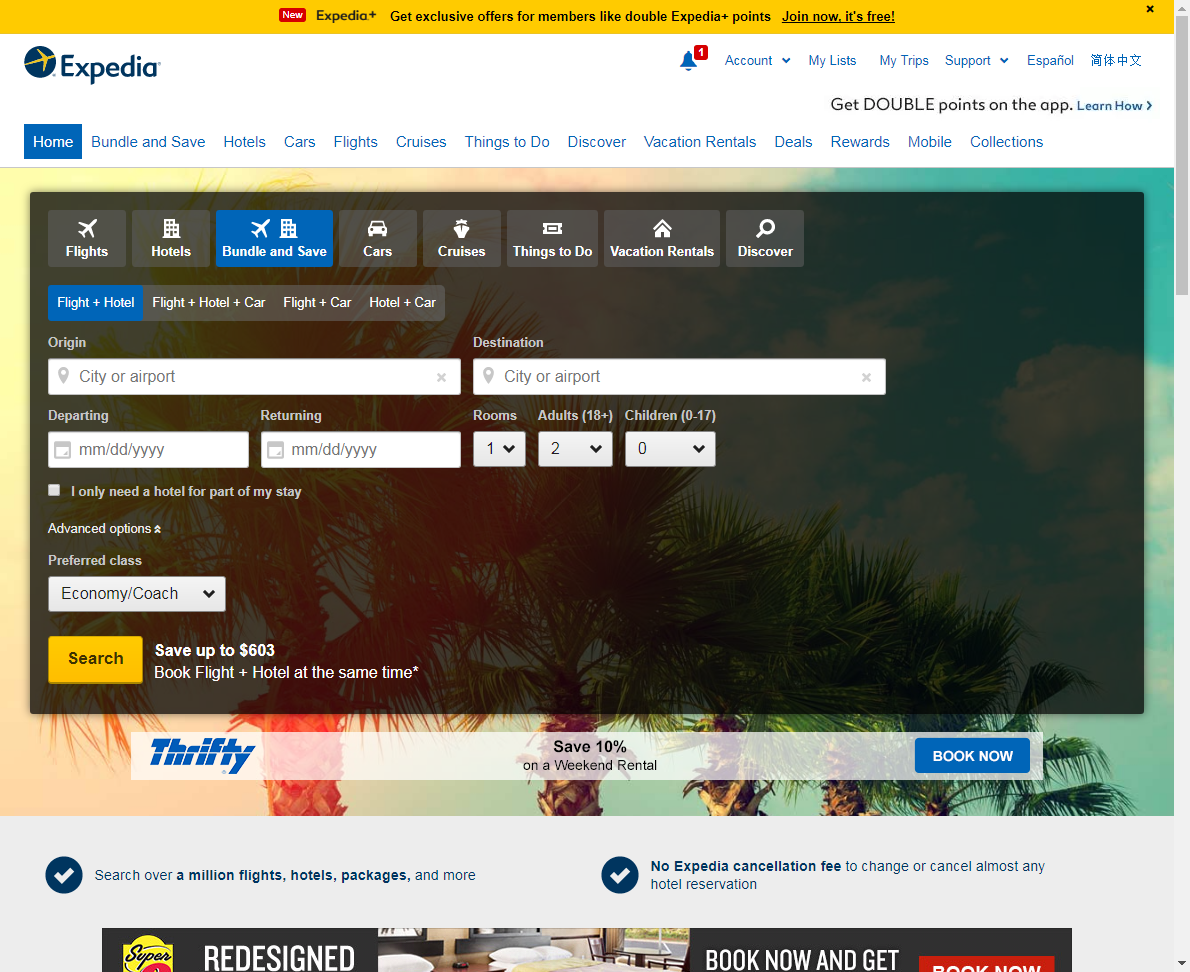 New Expedia+ Get exclusive offers for members like double Expedia+ points Join now, it's free!
Expedia
1
Account My Lists My Trips Support Español 简体中文
Get DOUBLE points on the app. Learn How
Home Bundle and Save Hotels Cars Flights Cruises Things to Do Discover Vacation Rentals Deals Rewards Mobile Collections
Flights Hotels Bundle and Save Cars Cruises Things to Do Vacation Rentals Discover
Flight + Hotel Flight + Hotel + Car Flight + Car Hotel + Car
Origin Destination
City or airport City or airport
Departing Returning Rooms Adults (18+) Children (0-17)
mm/dd/yyyy mm/dd/yyyy 1 2 0
I only need a hotel for part of my stay
Advanced options
Preferred class
Economy/Coach
Search
Save up to $603
Book Flight + Hotel at the same time*
Thrifty
Save 10%
on a Weekend Rental
BOOK NOW
Search over a million flights, hotels, packages, and more
No Expedia cancellation fee to change or cancel almost any
hotel reservation
Super
REDESIGNED
BOOK NOW AND GET
BOOK NOW